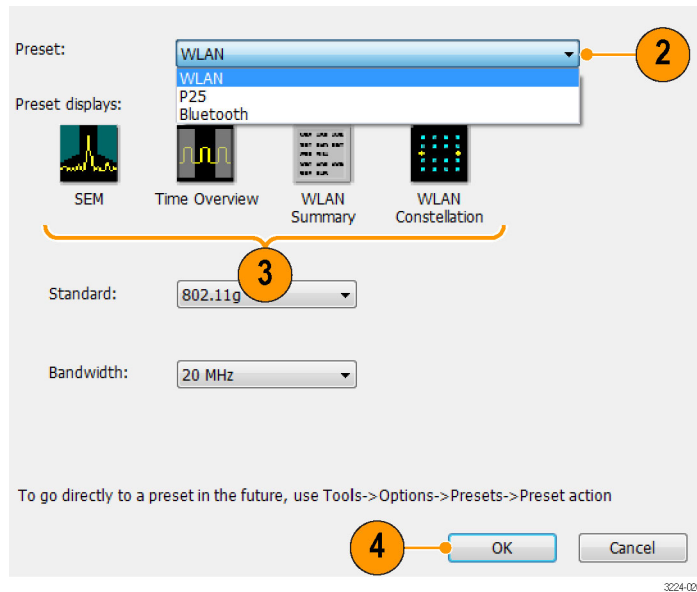 Preset:
WLAN
2
WLAN
P25
Bluetooth
Preset displays:
SEM
Time Overview
WLAN Summary
WLAN Constellation
3
Standard:
802.11g
Bandwidth:
20 MHz
To go directly to a preset in the future, use Tools->Options->Presets->Preset action
4
OK
Cancel